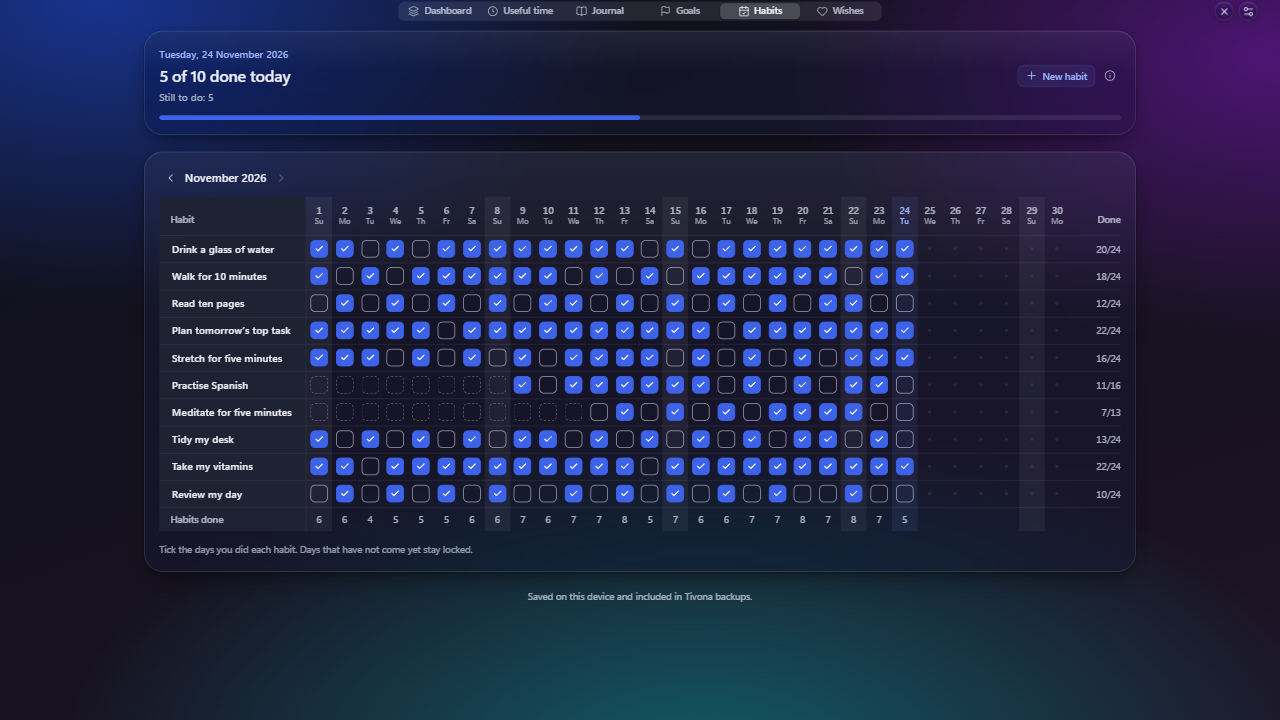 Dashboard Useful time Journal Goals Habits Wishes
Tuesday, 24 November 2026
5 of 10 done today
New habit
Still to do: 5
November 2026
Habit 1 2 3 4 5 6 7 8 9 10 11 12 13 14 15 16 17 18 19 20 21 22 23 24 25 26 27 28 29 30 Done
Su Mo Tu We Th Fr Sa Su Mo Tu We Th Fr Sa Su Mo Tu We Th Fr Sa Su Mo Tu We Th Fr Sa Su Mo
Drink a glass of water 20/24
Walk for 10 minutes 18/24
Read ten pages 12/24
Plan tomorrow's top task 22/24
Stretch for five minutes 16/24
Practise Spanish 11/16
Meditate for five minutes 7/13
Tidy my desk 13/24
Take my vitamins 22/24
Review my day 10/24
Habits done 6 6 4 5 5 5 6 6 7 6 7 7 8 5 7 6 6 7 7 8 7 8 7 5
Tick the days you did each habit. Days that have not come yet stay locked.
Saved on this device and included in Tivona backups.